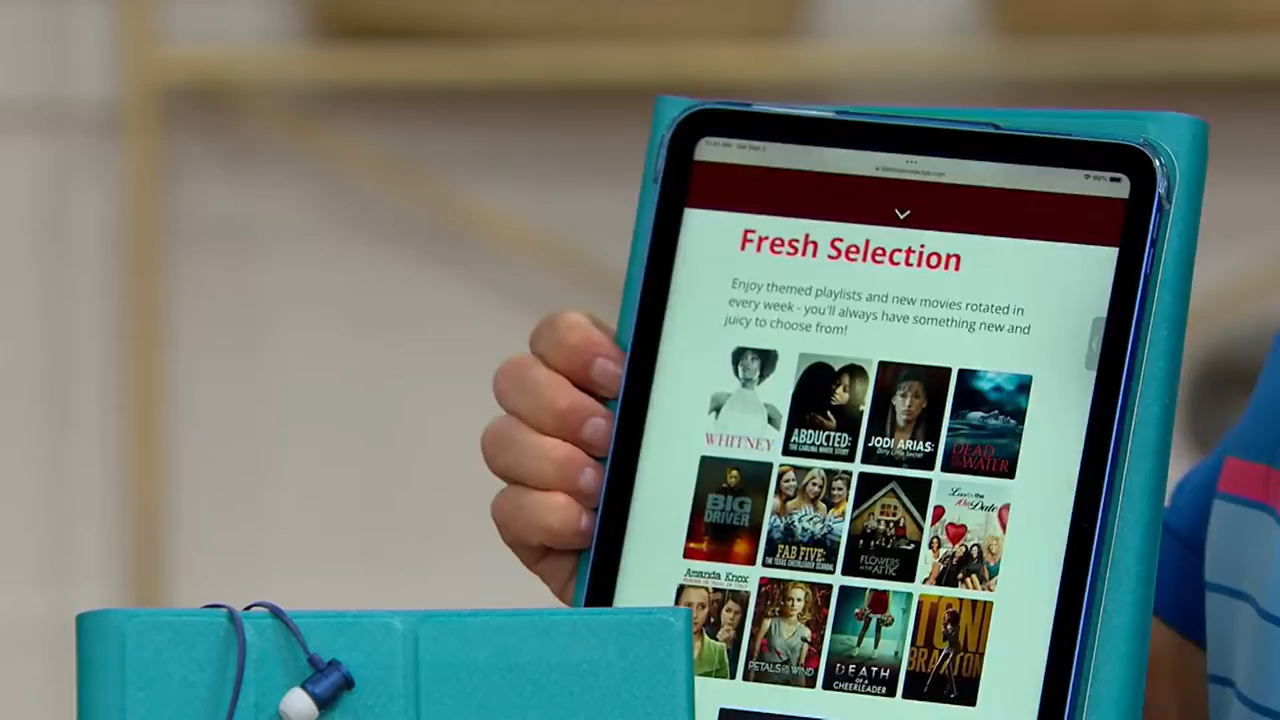 Fresh Selection
Enjoy themed playlists and new movies rotated in
every week - you'll always have something new and
juicy to choose from!
WHITNEY
ABDUCTED:
THE CARLINA WHITE STORY
JODI ARIAS:
Dirty Little Secret
DEAD
WATER
BIG
DRIVER
FAB FIVE:
THE TEXAS CHEERLEADER SCANDAL
FLOWERS
IN THE
ATTIC
Love by the
10th Date
Amanda Knox
PETALS ON THE WIND
DEATH
OF A
CHEERLEADER
TONI
BRAXTON